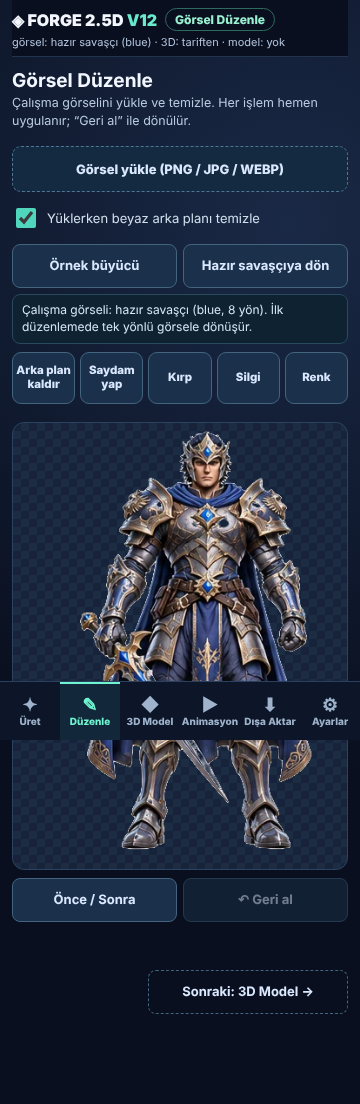 ◈ FORGE 2.5D V12 Görsel Düzenle
görsel: hazır savaşçı (blue) · 3D: tariften · model: yok
Görsel Düzenle
Çalışma görselini yükle ve temizle. Her işlem hemen
uygulanır; “Geri al” ile dönülür.
Görsel yükle (PNG / JPG / WEBP)
Yüklerken beyaz arka planı temizle
Örnek büyücü
Hazır savaşçıya dön
Çalışma görseli: hazır savaşçı (blue, 8 yön). İlk
düzenlemede tek yönlü görsele dönüşür.
Arka plan
kaldır
Saydam
yap
Kırp
Silgi
Renk
Üret
Düzenle
3D Model
Animasyon
Dışa Aktar
Ayarlar
Önce / Sonra
↶ Geri al
Sonraki: 3D Model →